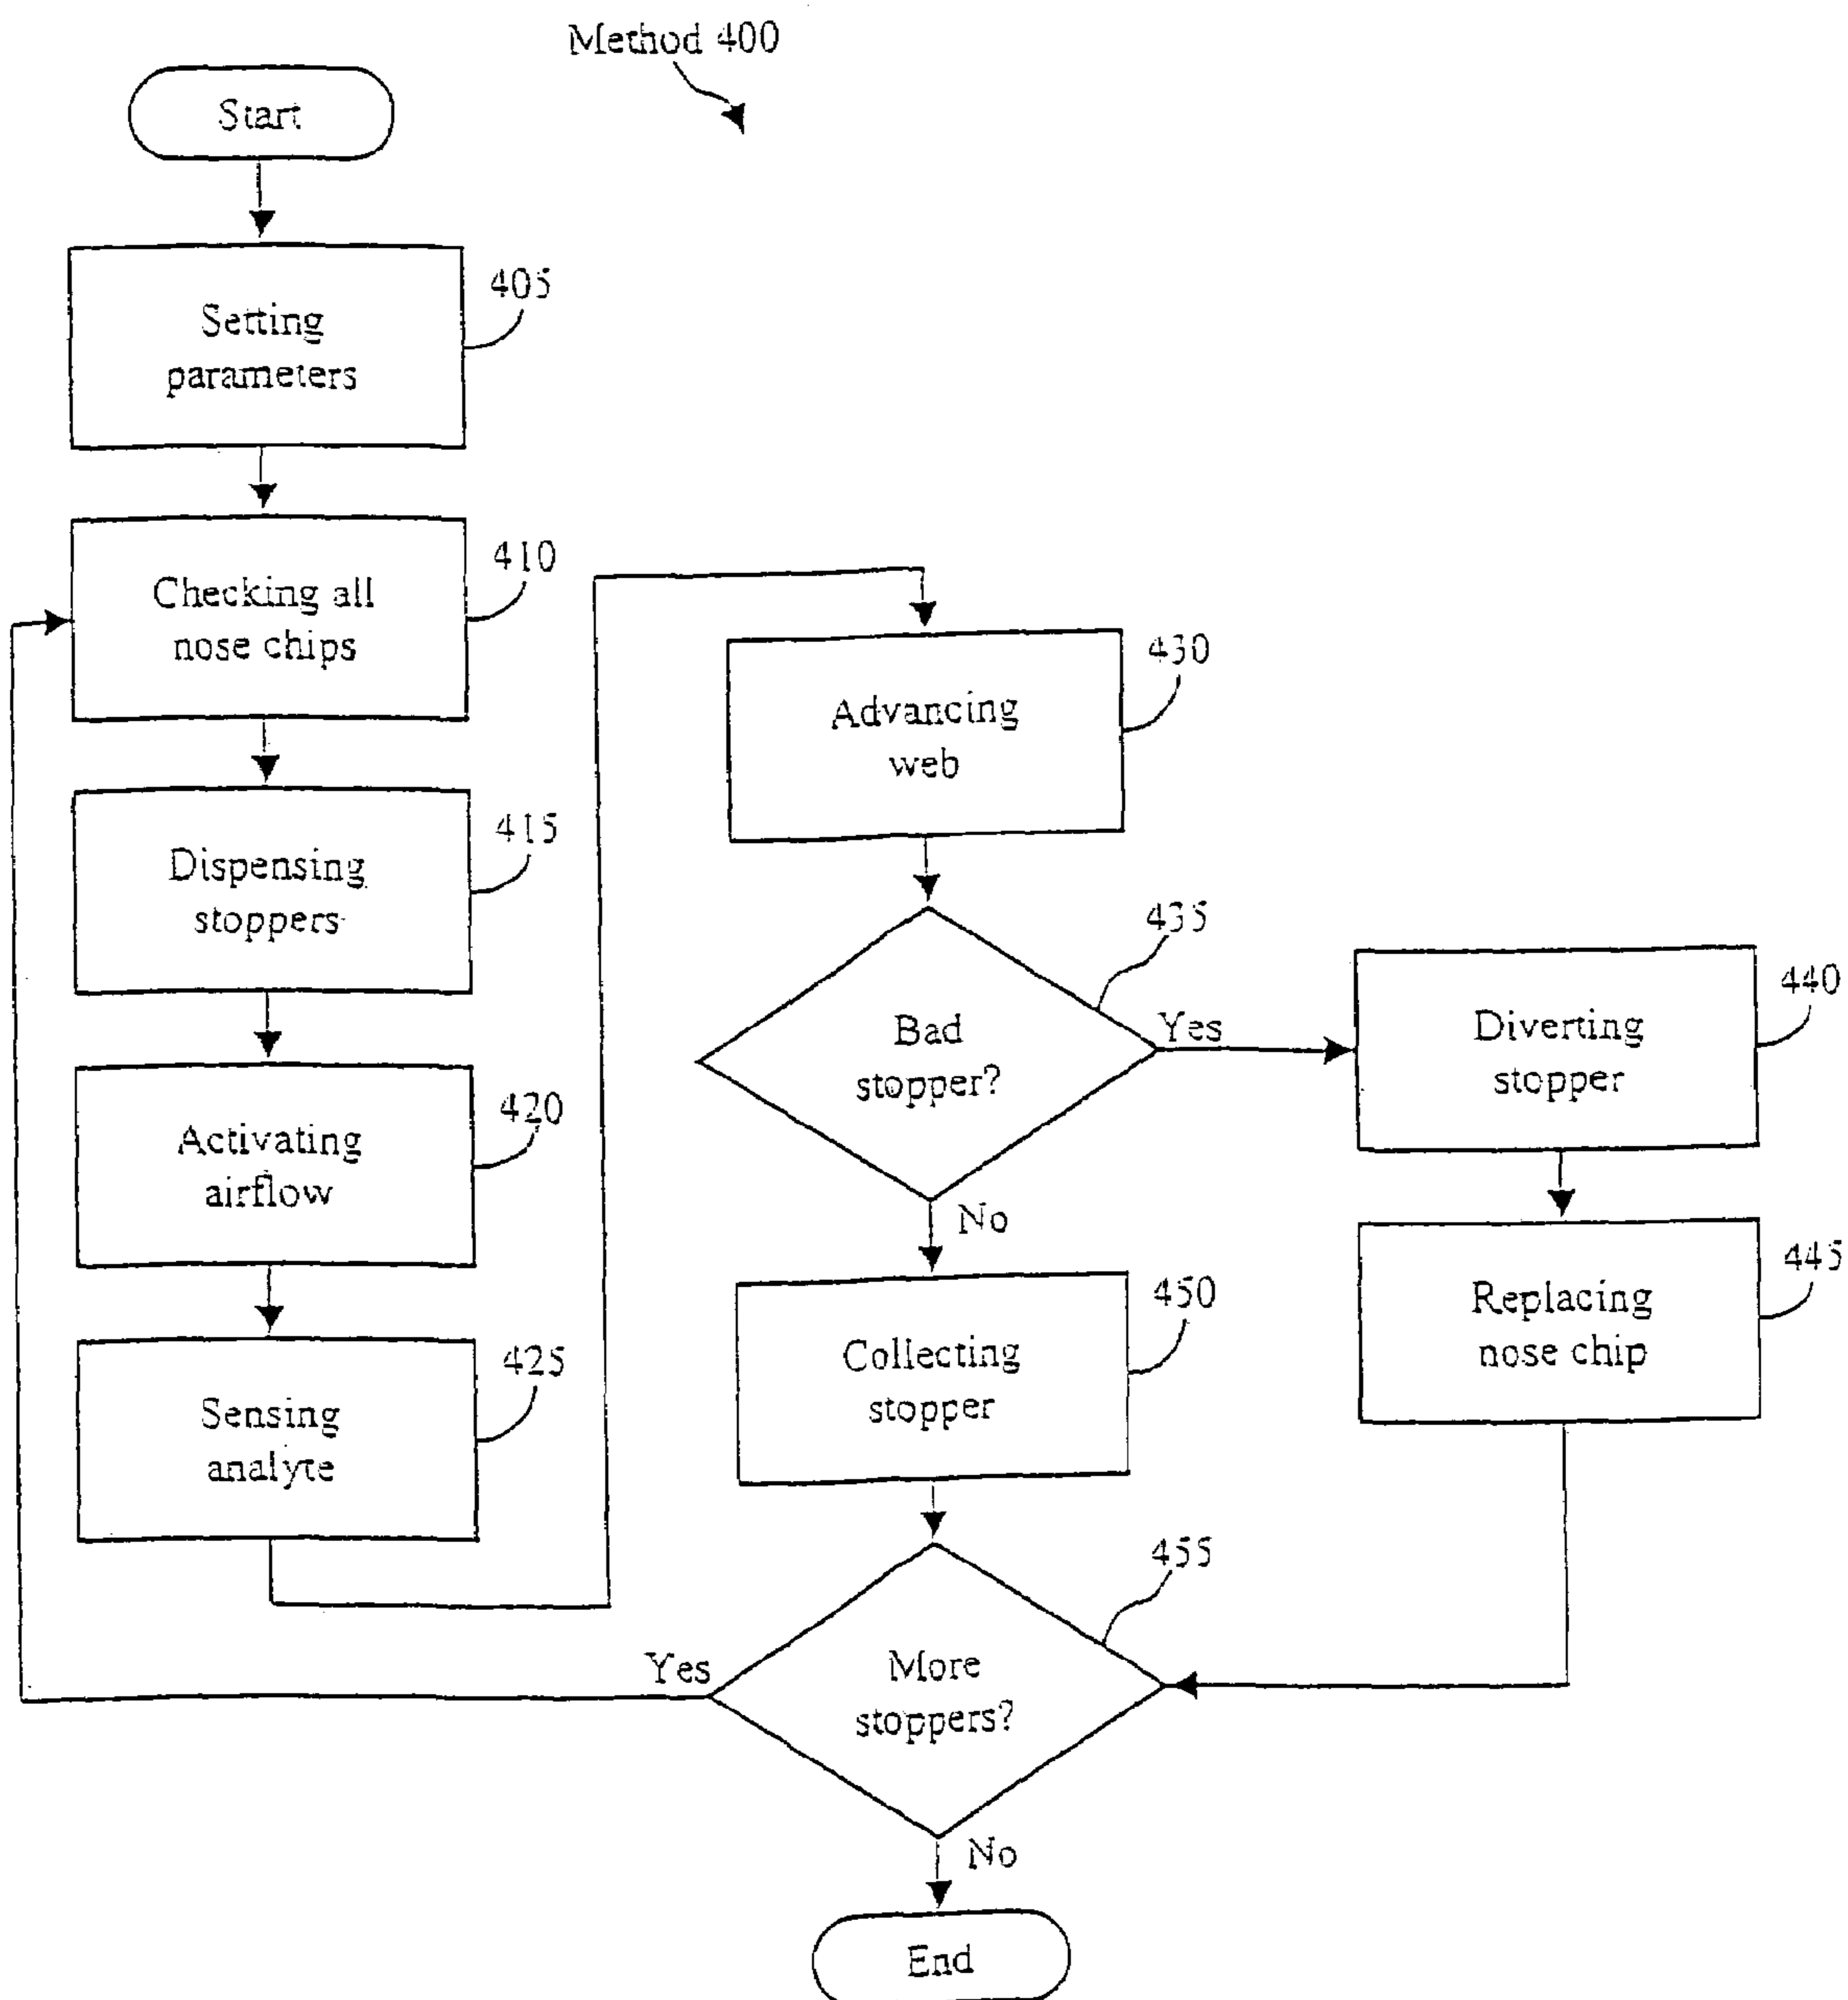 Method 400
Start
Setting
parameters
405
Checking all
nose chips
410
Dispensing
stoppers
415
Activating
airflow
420
Sensing
analyte
425
Advancing
web
430
Bad
stopper?
435
Yes
No
Diverting
stopper
440
Replacing
nose chip
445
Collecting
stopper
450
More
stoppers?
455
Yes
No
End